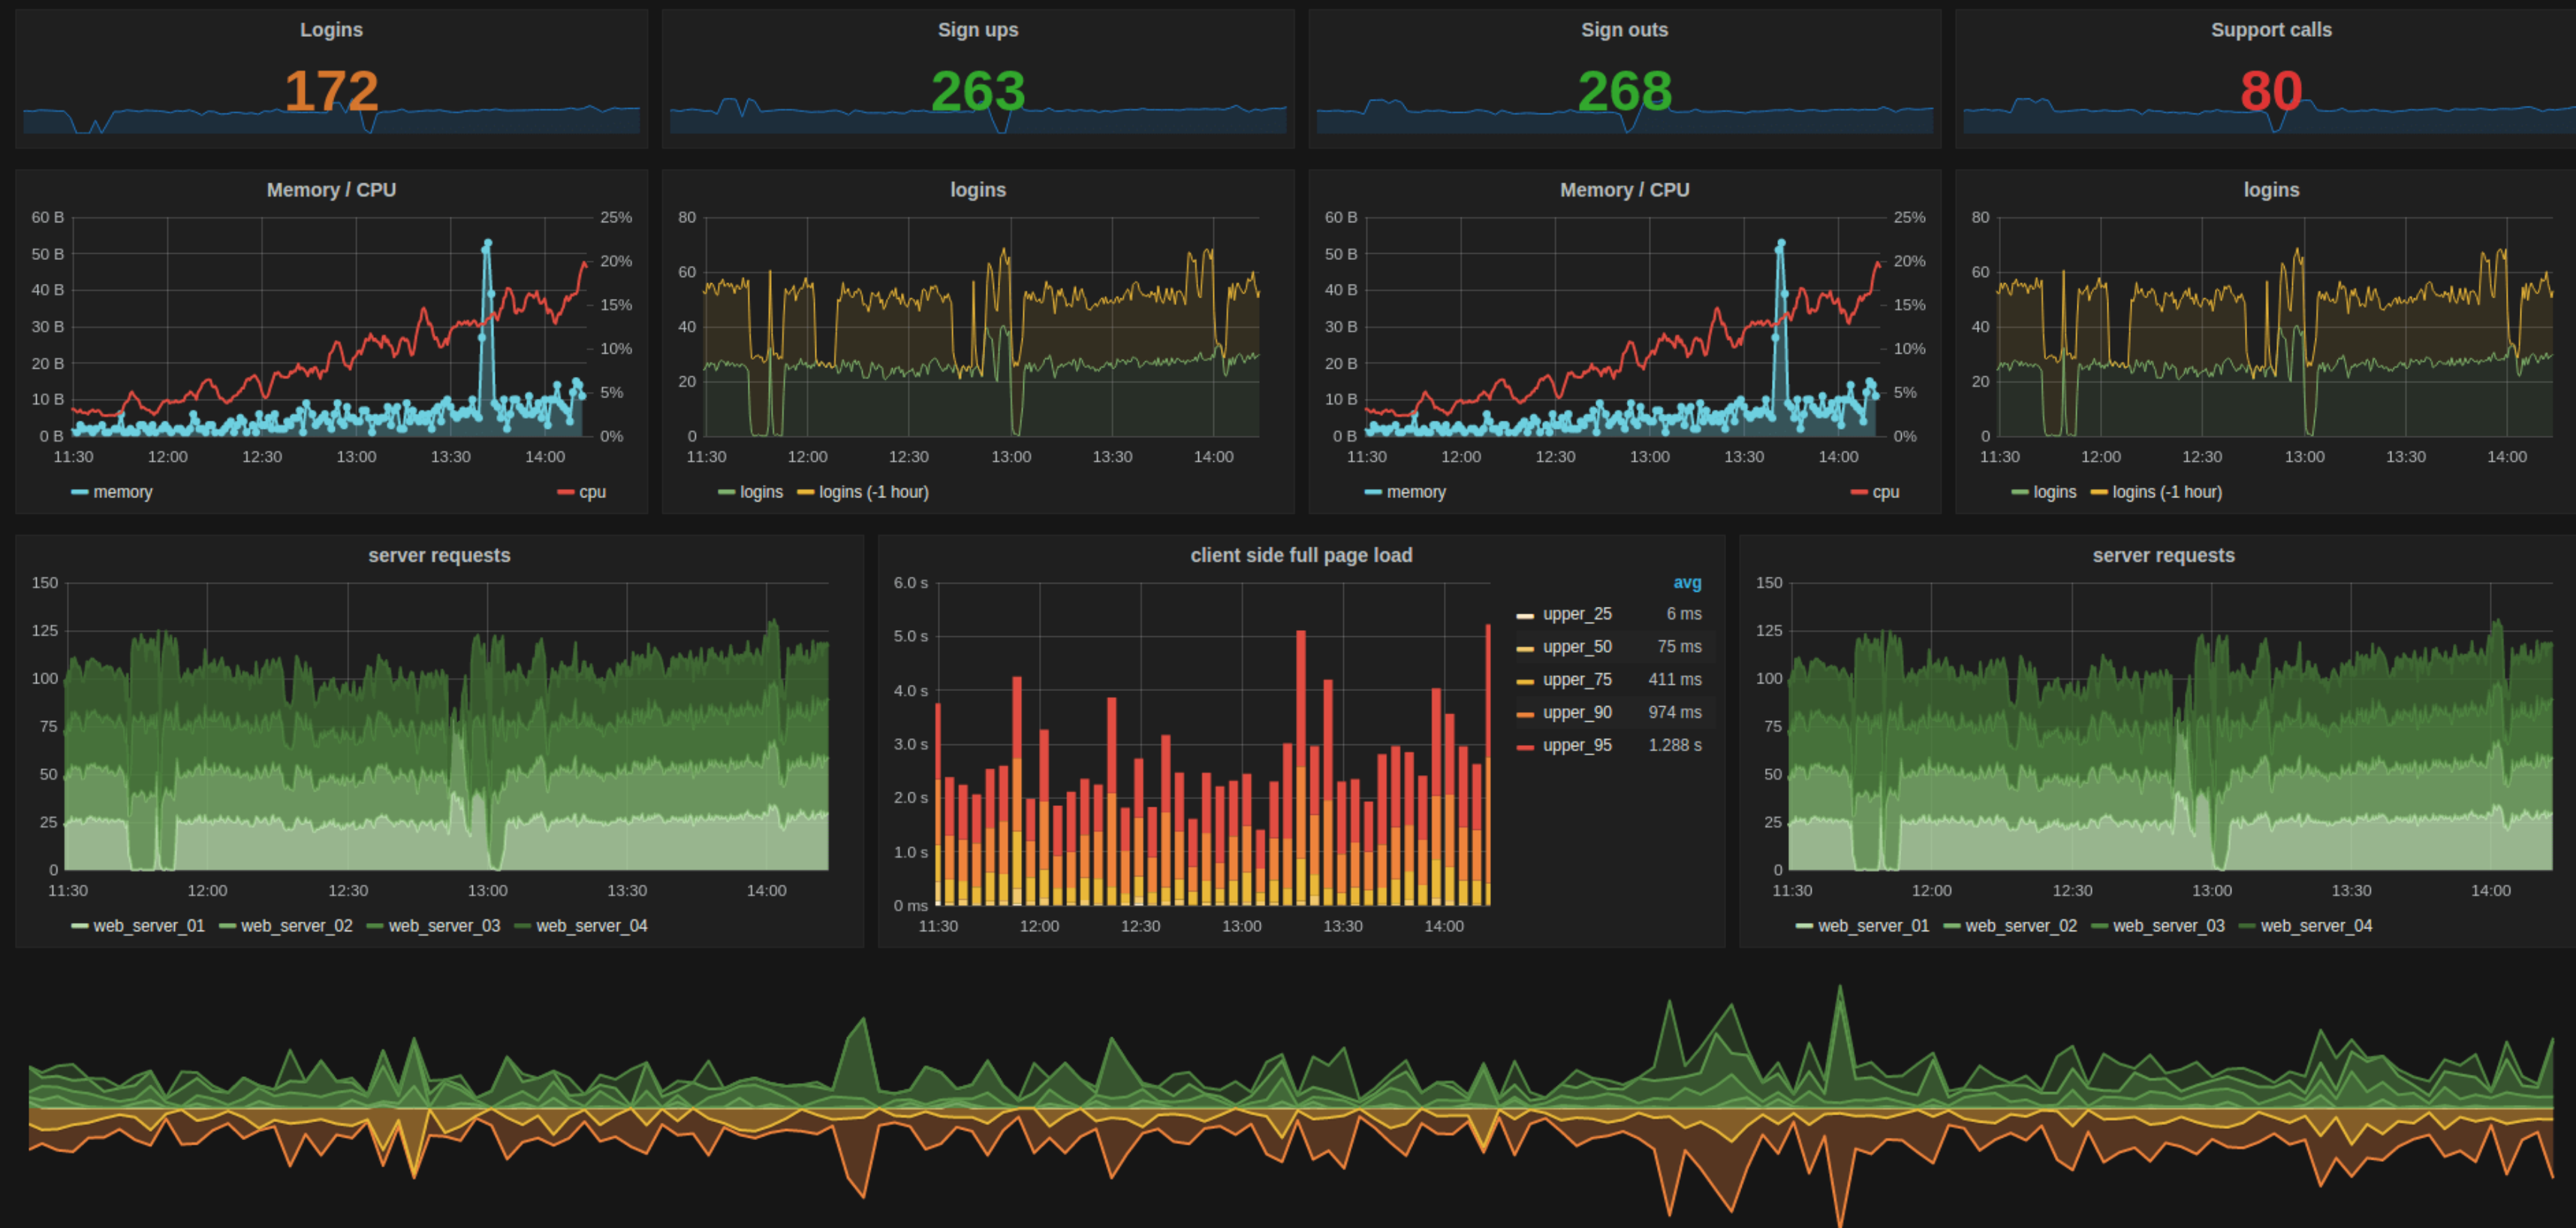 Logins
172
Sign ups
263
Sign outs
268
Support calls
80
Memory / CPU
60 B
50 B
40 B
30 B
20 B
10 B
0 B
25%
20%
15%
10%
5%
0%
11:30 12:00 12:30 13:00 13:30 14:00
memory cpu
logins
80
60
40
20
0
11:30 12:00 12:30 13:00 13:30 14:00
logins logins (-1 hour)
Memory / CPU
60 B
50 B
40 B
30 B
20 B
10 B
0 B
25%
20%
15%
10%
5%
0%
11:30 12:00 12:30 13:00 13:30 14:00
memory cpu
logins
80
60
40
20
0
11:30 12:00 12:30 13:00 13:30 14:00
logins logins (-1 hour)
server requests
150
125
100
75
50
25
0
11:30 12:00 12:30 13:00 13:30 14:00
web_server_01 web_server_02 web_server_03 web_server_04
client side full page load
6.0 s
5.0 s
4.0 s
3.0 s
2.0 s
1.0 s
0 ms
11:30 12:00 12:30 13:00 13:30 14:00
avg
upper_25 6 ms
upper_50 75 ms
upper_75 411 ms
upper_90 974 ms
upper_95 1.288 s
server requests
150
125
100
75
50
25
0
11:30 12:00 12:30 13:00 13:30 14:00
web_server_01 web_server_02 web_server_03 web_server_04